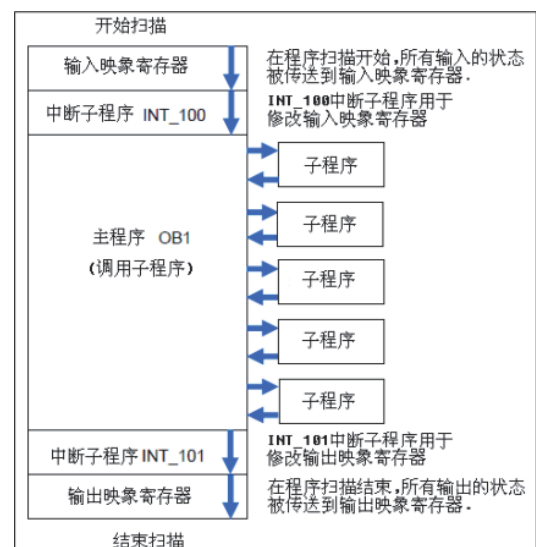 开始扫描
输入映象寄存器
在程序扫描开始,所有输入的状态
被传送到输入映象寄存器.
中断子程序 INT_100
INT_100中断子程序用于
修改输入映象寄存器
主程序 OB1
(调用子程序)
子程序
子程序
子程序
子程序
子程序
中断子程序INT_101
INT_101中断子程序用于
修改输出映象寄存器
输出映象寄存器
在程序扫描结束,所有输出的状态
被传送到输出映象寄存器.
结束扫描